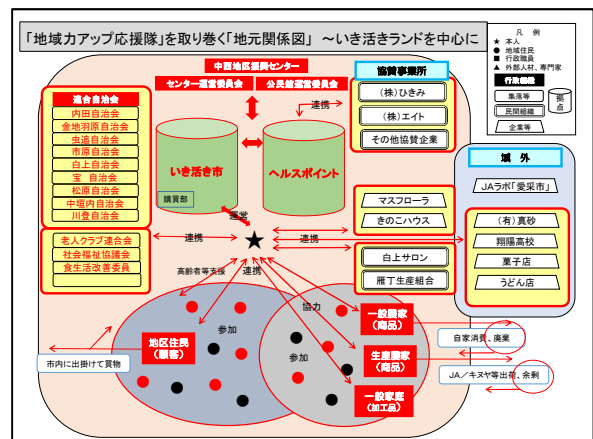 「地域力アップ応援隊」を取り巻く「地元関係図」 ～いき活きランドを中心に
凡 例
★ 本人
● 地域住民
■ 行政職員
▲ 外部人材、専門家
行政組織
集落等
民間組織
企業等
拠点
中西地区振興センター
センター運営委員会
公民館運営委員会
連携
協賛事業所
(株)ひきみ
(株)エイト
その他協賛企業
連合自治会
内田自治会
金地羽原自治会
虫追自治会
市原自治会
白上自治会
宝 自治会
松原自治会
中垣内自治会
川登自治会
いき活き市
購買部
ヘルスポイント
運営
域 外
JAラボ「愛采市」
(有)真砂
翔陽高校
菓子店
うどん店
マスフローラ
きのこハウス
老人クラブ連合会
社会福祉協議会
食生活改善委員
連携
連携
白上サロン
雁丁生産組合
高齢者等支援
連携
協力
参加
参加
地区住民
(顧客)
一般農家
(商品)
生産農家
(商品)
一般家庭
(加工品)
市内に出掛けて買物
自家消費、廃棄
JA／キヌヤ等出荷、余剰